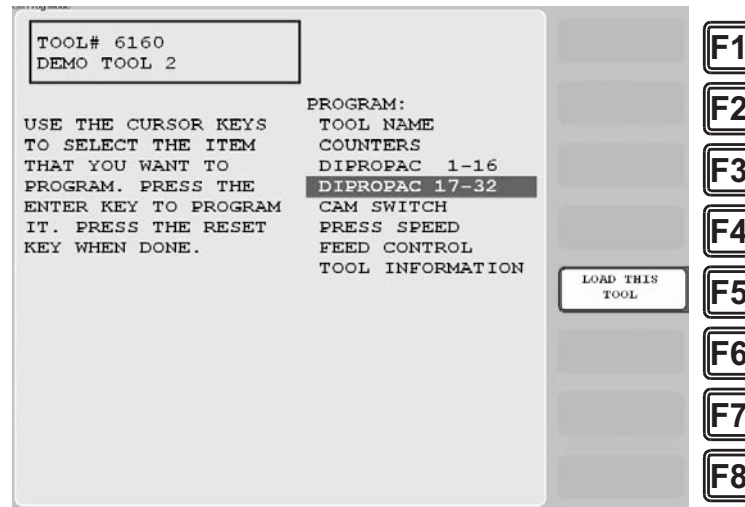 TOOL# 6160
DEMO TOOL 2
USE THE CURSOR KEYS
TO SELECT THE ITEM
THAT YOU WANT TO
PROGRAM. PRESS THE
ENTER KEY TO PROGRAM
IT. PRESS THE RESET
KEY WHEN DONE.
PROGRAM:
TOOL NAME
COUNTERS
DIPROPAC 1-16
DIPROPAC 17-32
CAM SWITCH
PRESS SPEED
FEED CONTROL
TOOL INFORMATION
LOAD THIS
TOOL
F1
F2
F3
F4
F5
F6
F7
F8